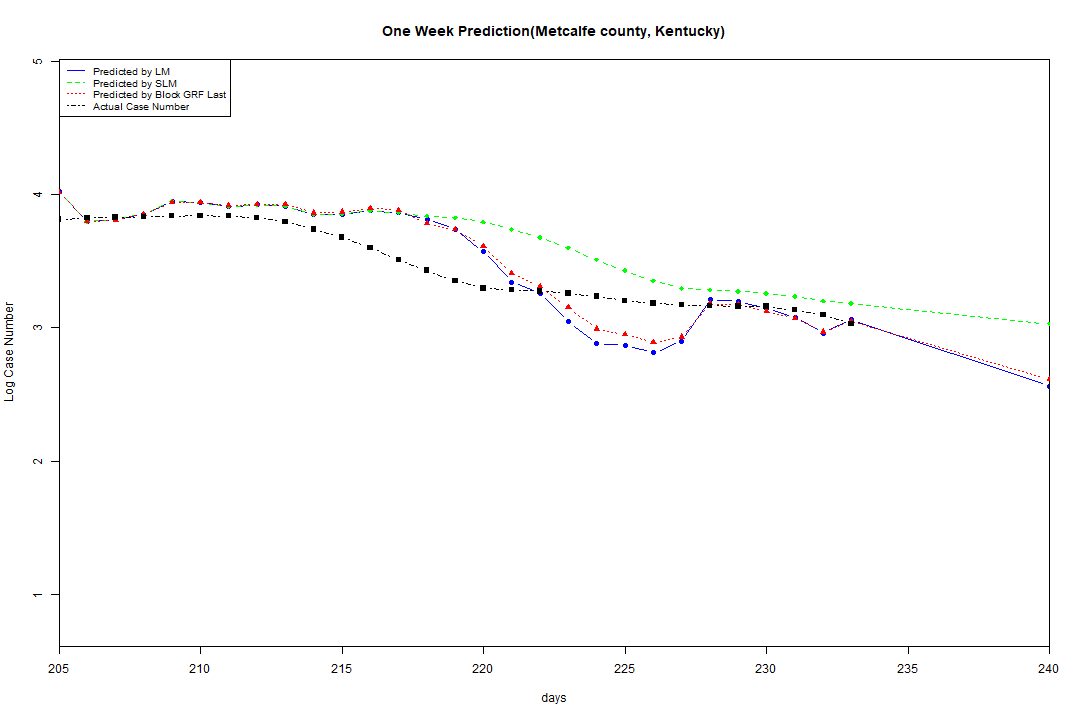 One Week Prediction(Metcalfe county, Kentucky)
Predicted by LM
Predicted by SLM
Predicted by Block GRF Last
Actual Case Number
5
4
3
2
1
Log Case Number
205 210 215 220 225 230 235 240
days